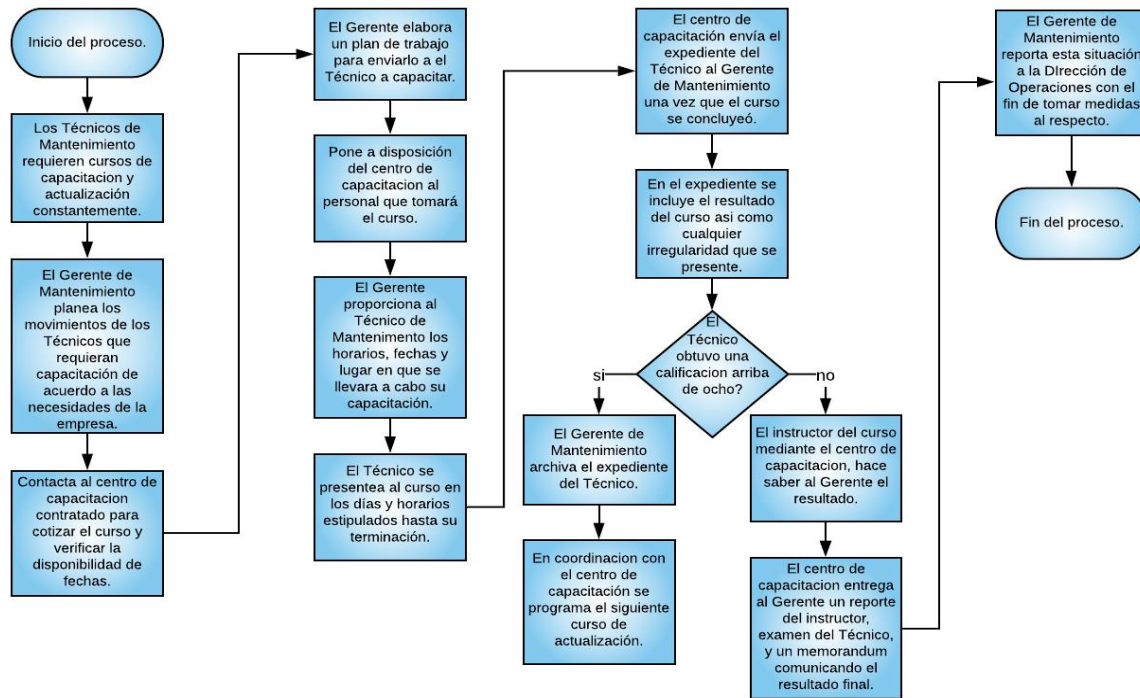 Inicio del proceso.
Los Técnicos de
Mantenimiento
requieren cursos de
capacitacion y
actualización
constantemente.
El Gerente de
Mantenimiento
planea los
movimientos de los
Técnicos que
requieran
capacitación de
acuerdo a las
necesidades de la
empresa.
Contacta al centro de
capacitacion
contratado para
cotizar el curso y
verificar la
disponibilidad de
fechas.
El Gerente elabora
un plan de trabajo
para enviarlo a el
Técnico a capacitar.
Pone a disposición
del centro de
capacitacion al
personal que tomará
el curso.
El Gerente
proporciona al
Técnico de
Mantenimento los
horarios, fechas y
lugar en que se
llevara a cabo su
capacitación.
El Técnico se
presentea al curso en
los días y horarios
estipulados hasta su
terminación.
El centro de
capacitación envía el
expediente del
Técnico al Gerente
de Mantenimiento
una vez que el curso
se concluyeó.
En el expediente se
incluye el resultado
del curso asi como
cualquier
irregularidad que se
presente.
El
Técnico
obtuvo una
calificacion arriba
de ocho?
si
no
El Gerente de
Mantenimiento
archiva el expediente
del Técnico.
En coordinacion con
el centro de
capacitación se
programa el siguiente
curso de
actualización.
El instructor del curso
mediante el centro de
capacitacion, hace
saber al Gerente el
resultado.
El centro de
capacitacion entrega
al Gerente un reporte
del instructor,
examen del Técnico,
y un memorandum
comunicando el
resultado final.
El Gerente de
Mantenimiento
reporta esta situación
a la DIrección de
Operaciones con el
fin de tomar medidas
al respecto.
Fin del proceso.